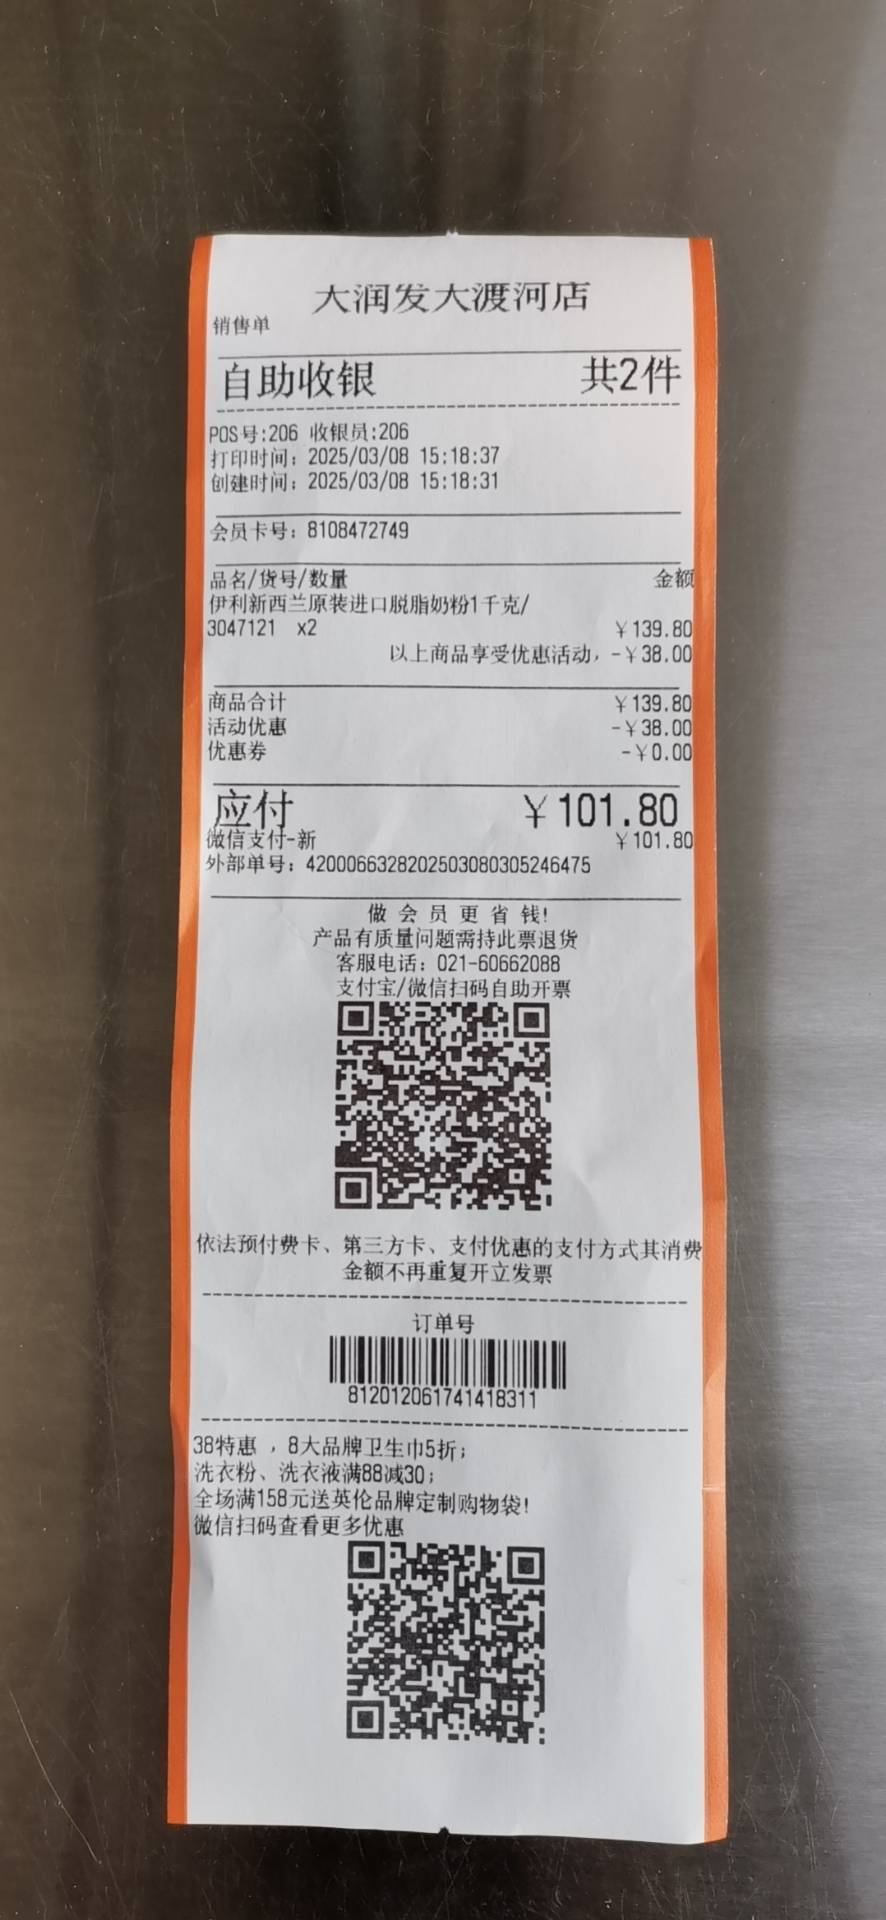 大润发大渡河店
销售单
自助收银 共2件
POS号:206 收银员:206
打印时间: 2025/03/08 15:18:37
创建时间: 2025/03/08 15:18:31
会员卡号: 8108472749
品名/货号/数量 金额
伊利新西兰原装进口脱脂奶粉1千克/
3047121 x2 ￥139.80
以上商品享受优惠活动, -￥38.00
商品合计 ￥139.80
活动优惠 -￥38.00
优惠券 -￥0.00
应付 ￥101.80
微信支付-新 ￥101.80
外部单号: 4200066328202503080305246475
做会员更省钱!
产品有质量问题需持此票退货
客服电话: 021-60662088
支付宝/微信扫码自助开票
依法预付费卡、第三方卡、支付优惠的支付方式其消费
金额不再重复开立发票
订单号
812012061741418311
38特惠 , 8大品牌卫生巾5折;
洗衣粉、洗衣液满88减30;
全场满158元送英伦品牌定制购物袋!
微信扫码查看更多优惠